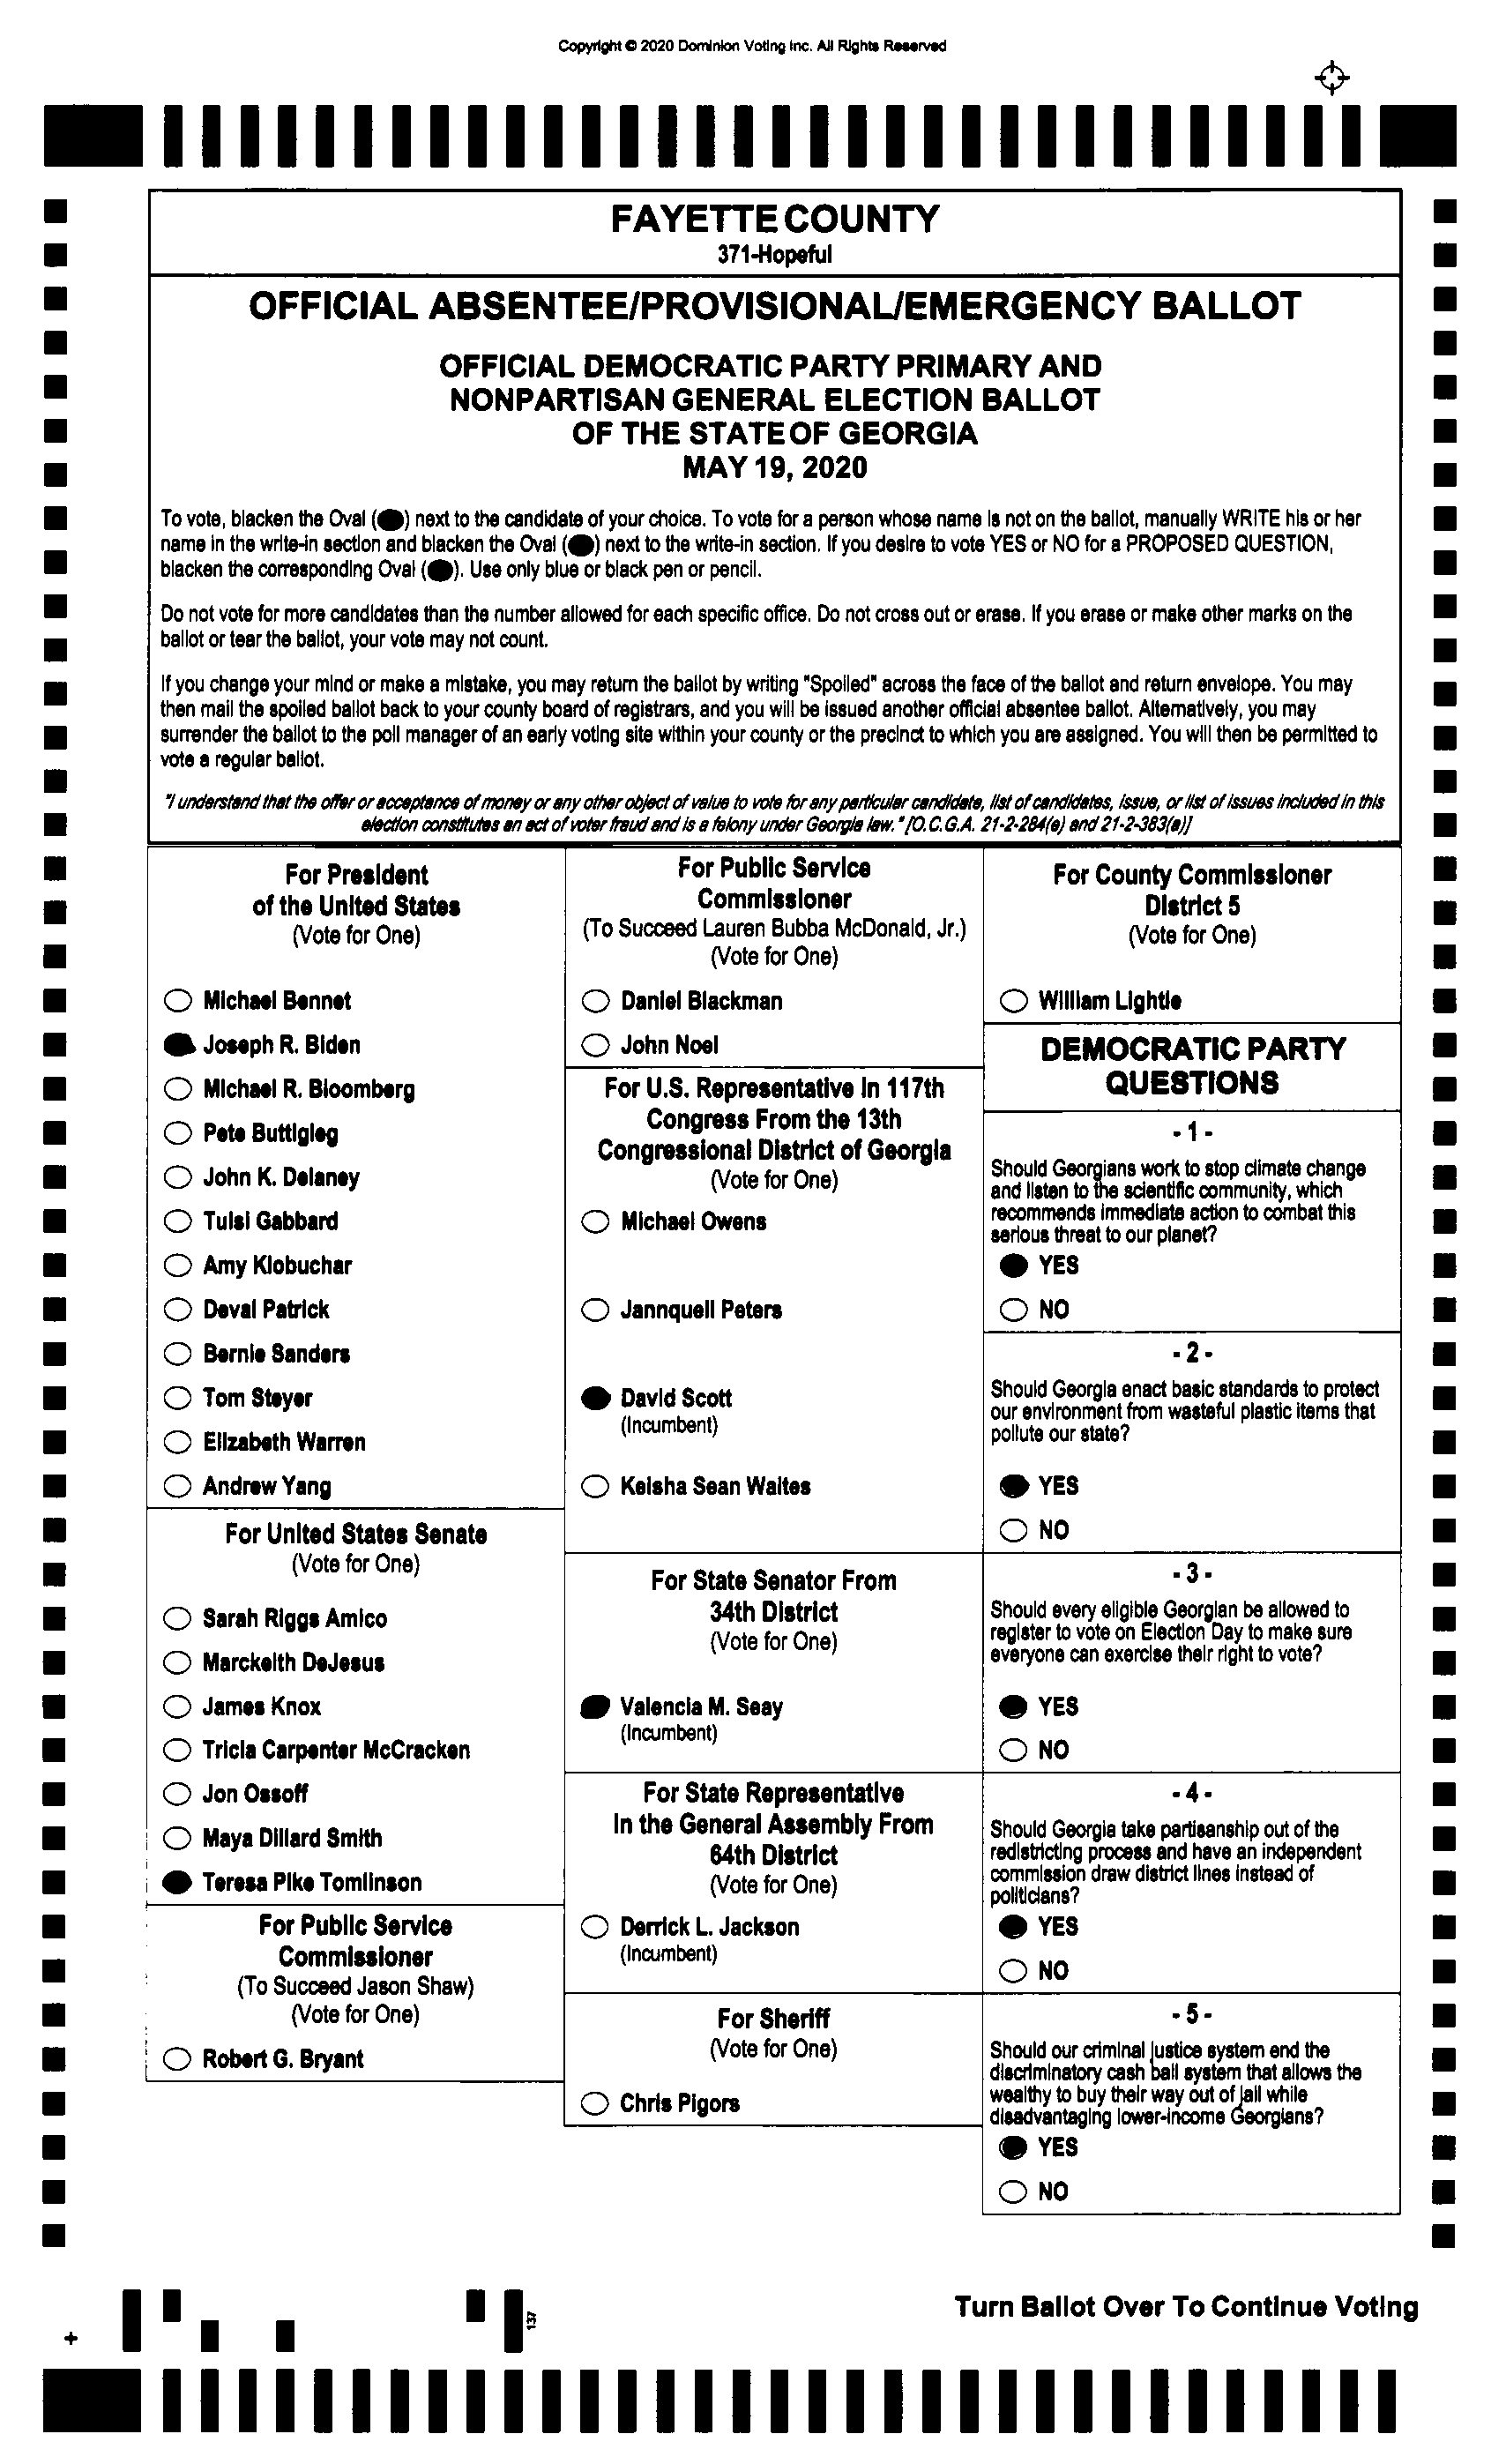 Copyright © 2020 Dominion Voting Inc. All Rights Reserved
FAYETTE COUNTY
371-Hopeful
OFFICIAL ABSENTEE/PROVISIONAL/EMERGENCY BALLOT
OFFICIAL DEMOCRATIC PARTY PRIMARY AND
NONPARTISAN GENERAL ELECTION BALLOT
OF THE STATE OF GEORGIA
MAY 19, 2020
To vote, blacken the Oval ( ) next to the candidate of your choice. To vote for a person whose name is not on the ballot, manually WRITE his or her
name in the write-in section and blacken the Oval ( ) next to the write-in section. If you desire to vote YES or NO for a PROPOSED QUESTION,
blacken the corresponding Oval ( ). Use only blue or black pen or pencil.
Do not vote for more candidates than the number allowed for each specific office. Do not cross out or erase. If you erase or make other marks on the
ballot or tear the ballot, your vote may not count.
If you change your mind or make a mistake, you may return the ballot by writing "Spoiled" across the face of the ballot and return envelope. You may
then mail the spoiled ballot back to your county board of registrars, and you will be issued another official absentee ballot. Alternatively, you may
surrender the ballot to the poll manager of an early voting site within your county or the precinct to which you are assigned. You will then be permitted to
vote a regular ballot.
"I understand that the offer or acceptance of money or any other object of value to vote for any particular candidate, list of candidates, issue, or list of issues included in this
election constitutes an act of voter fraud and is a felony under Georgia law." [O.C.G.A. 21-2-284(e) and 21-2-383(a)]
For President
of the United States
(Vote for One)
Michael Bennet
Joseph R. Biden
Michael R. Bloomberg
Pete Buttigieg
John K. Delaney
Tulsi Gabbard
Amy Klobuchar
Deval Patrick
Bernie Sanders
Tom Steyer
Elizabeth Warren
Andrew Yang
For United States Senate
(Vote for One)
Sarah Riggs Amico
Marckeith DeJesus
James Knox
Tricia Carpenter McCracken
Jon Ossoff
Maya Dillard Smith
Teresa Pike Tomlinson
For Public Service
Commissioner
(To Succeed Jason Shaw)
(Vote for One)
Robert G. Bryant
For Public Service
Commissioner
(To Succeed Lauren Bubba McDonald, Jr.)
(Vote for One)
Daniel Blackman
John Noel
For U.S. Representative in 117th
Congress From the 13th
Congressional District of Georgia
(Vote for One)
Michael Owens
Jannquell Peters
David Scott
(Incumbent)
Keisha Sean Waites
For State Senator From
34th District
(Vote for One)
Valencia M. Seay
(Incumbent)
For State Representative
In the General Assembly From
64th District
(Vote for One)
Derrick L. Jackson
(Incumbent)
For Sheriff
(Vote for One)
Chris Pigors
For County Commissioner
District 5
(Vote for One)
William Lightle
DEMOCRATIC PARTY
QUESTIONS
- 1 -
Should Georgians work to stop climate change
and listen to the scientific community, which
recommends immediate action to combat this
serious threat to our planet?
YES
NO
- 2 -
Should Georgia enact basic standards to protect
our environment from wasteful plastic items that
pollute our state?
YES
NO
- 3 -
Should every eligible Georgian be allowed to
register to vote on Election Day to make sure
everyone can exercise their right to vote?
YES
NO
- 4 -
Should Georgia take partisanship out of the
redistricting process and have an independent
commission draw district lines instead of
politicians?
YES
NO
- 5 -
Should our criminal justice system end the
discriminatory cash bail system that allows the
wealthy to buy their way out of jail while
disadvantaging lower-income Georgians?
YES
NO
137
Turn Ballot Over To Continue Voting